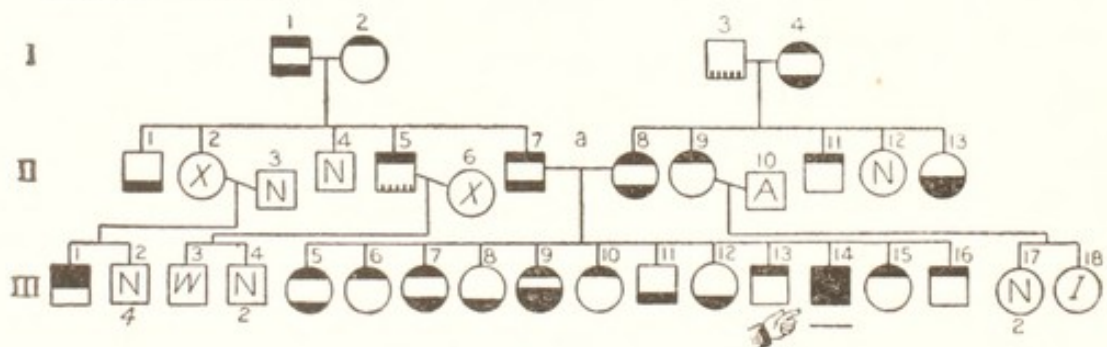 1 2 3 4
I
1 2 3 4 5 6 7 a 8 9 10 11 12 13
II X N N X A N
1 2 3 4 5 6 7 8 9 10 11 12 13 14 15 16 17 18
III N W N N I
4 2 2